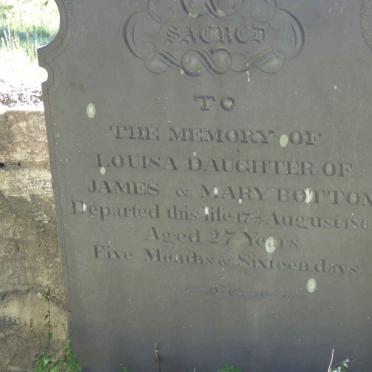 SACRED
TO
THE MEMORY OF
LOUISA DAUGHTER OF
JAMES & MARY BOTTOM
Departed this life 17th August
Aged 27 Years
Five Months & Sixteen days